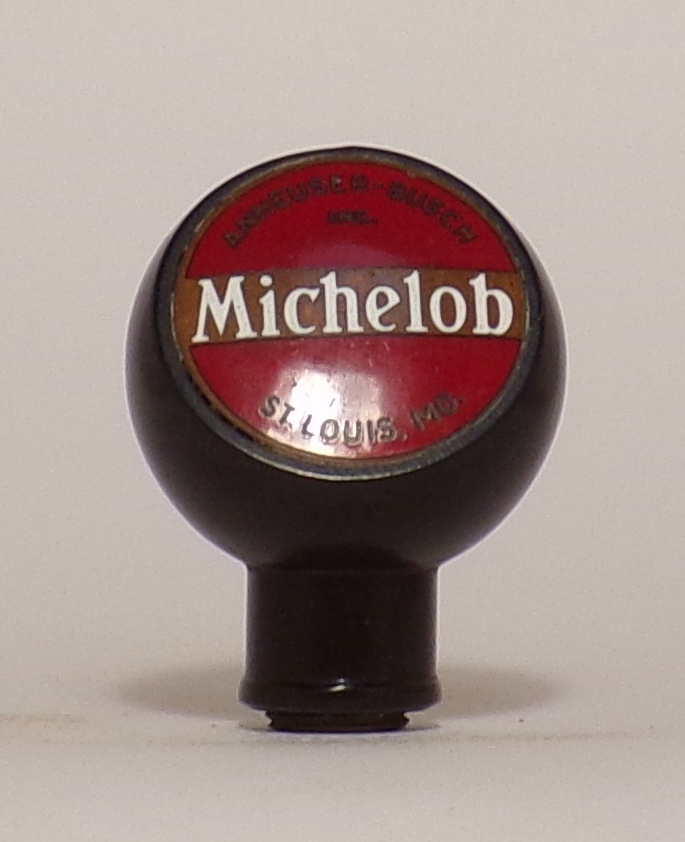 ANHEUSER-BUSCH
INC.
Michelob
ST. LOUIS, MO.